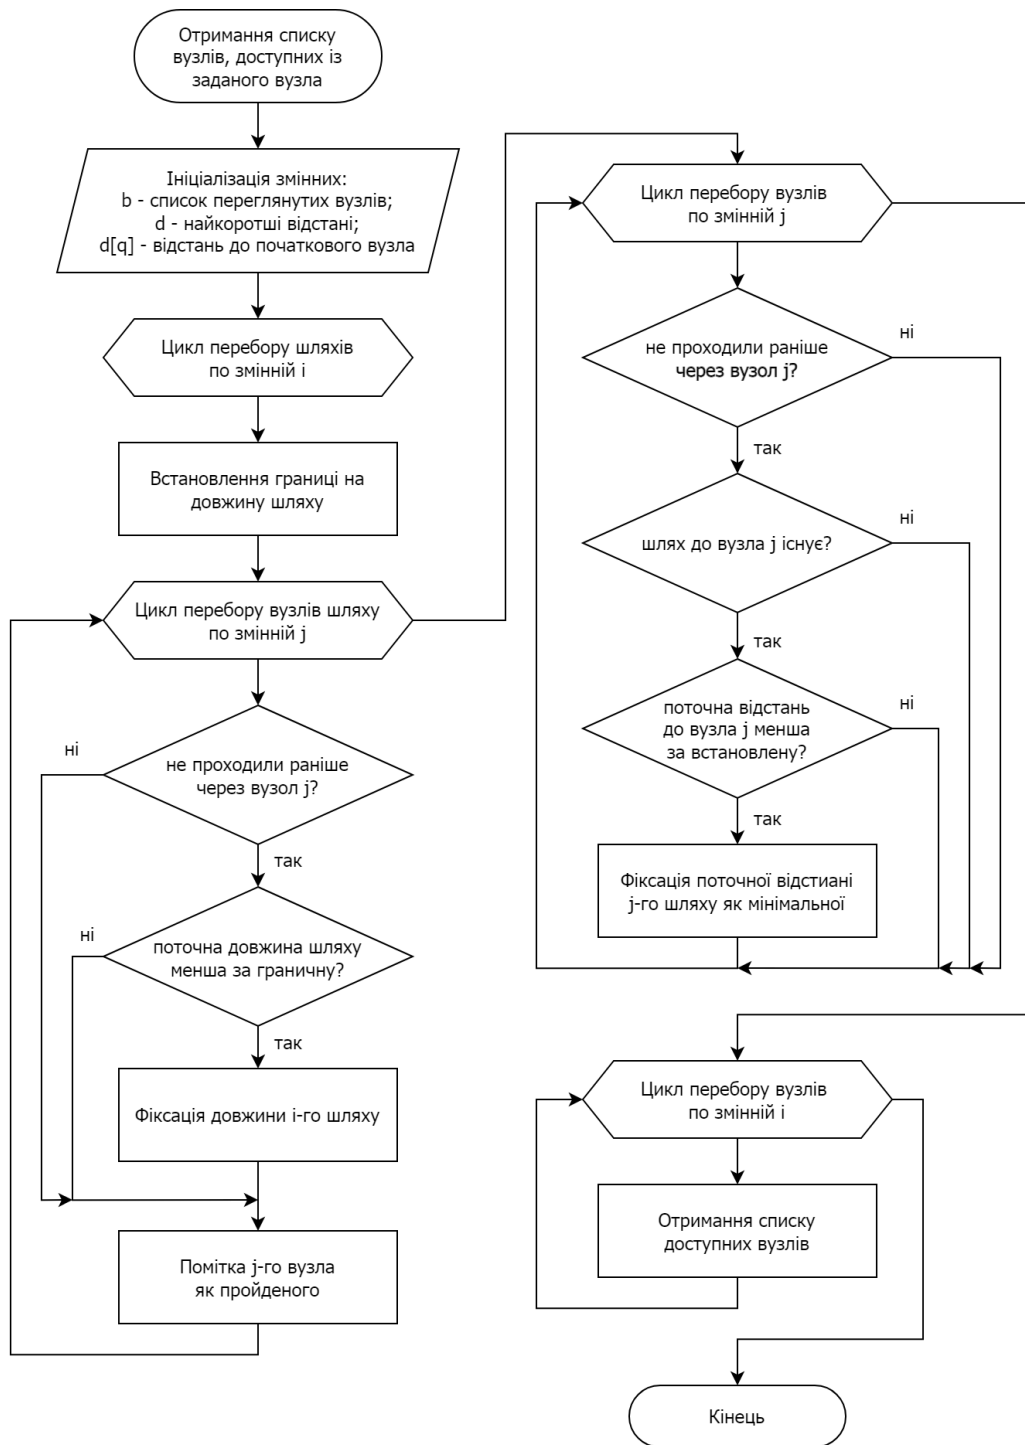 Отримання списку
вузлів, доступних із
заданого вузла
Ініціалізація змінних:
b - список переглянутих вузлів;
d - найкоротші відстані;
d[q] - відстань до початкового вузла
Цикл перебору шляхів
по змінній і
Встановлення границі на
довжину шляху
Цикл перебору вузлів шляху
по змінній j
ні
не проходили раніше
через вузол j?
так
ні
поточна довжина шляху
менша за граничну?
так
Фіксація довжини і-го шляху
Помітка j-го вузла
як пройденого
Цикл перебору вузлів
по змінній j
ні
не проходили раніше
через вузол j?
так
ні
шлях до вузла j існує?
так
ні
поточна відстань
до вузла j менша
за встановлену?
так
Фіксація поточної відстиані
j-го шляху як мінімальної
Цикл перебору вузлів
по змінній і
Отримання списку
доступних вузлів
Кінець